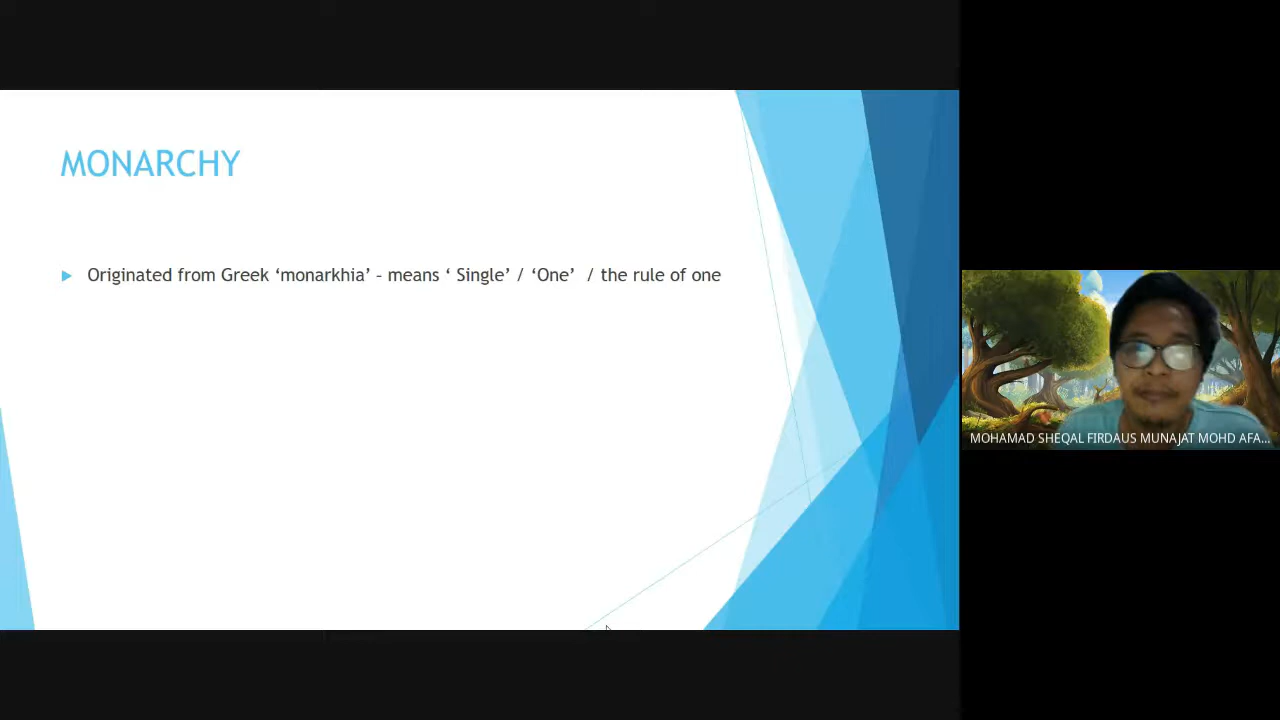 MONARCHY
Originated from Greek ‘monarkhia’ – means ‘ Single’ / ‘One’  / the rule of one
MOHAMAD SHEQAL FIRDAUS MUNAJAT MOHD AFA...